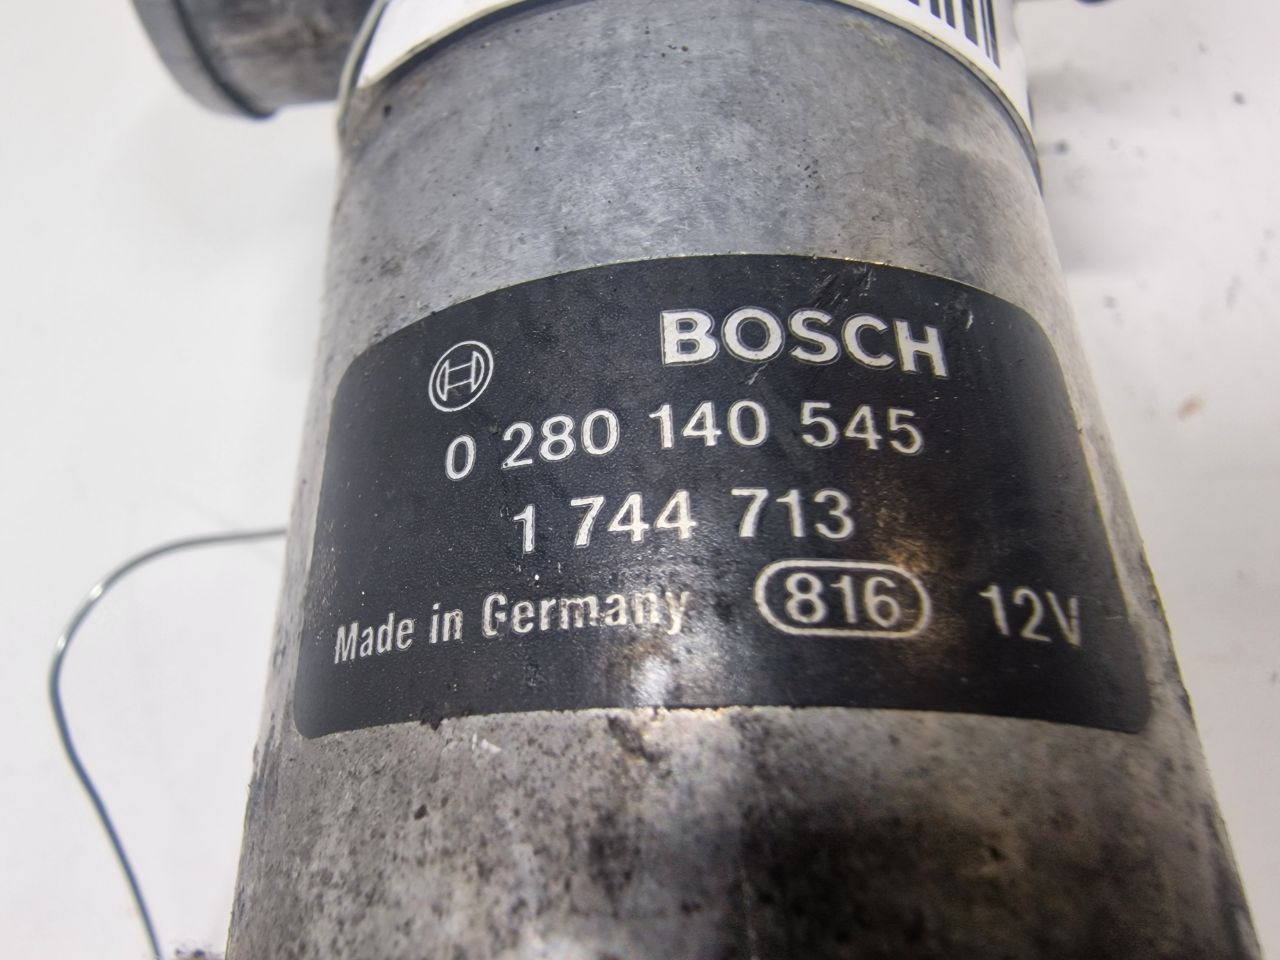 BOSCH
0 280 140 545
1 744 713
Made in Germany 816 12V